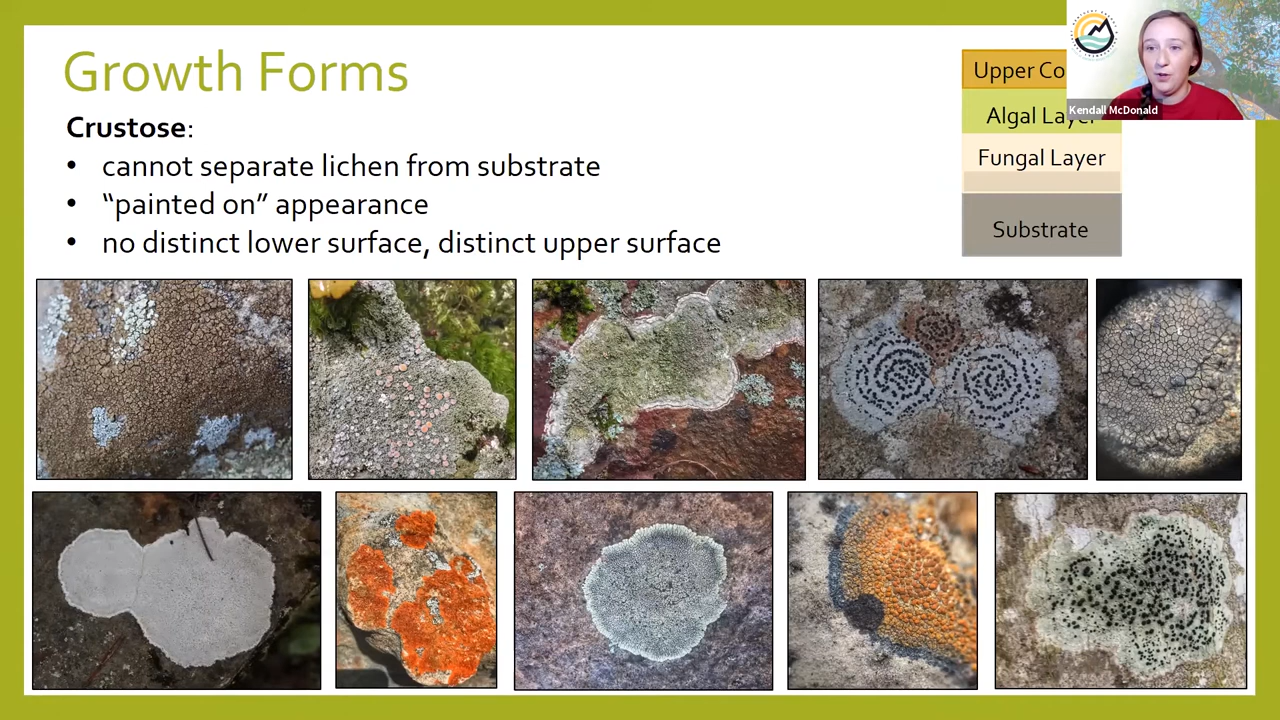 Growth Forms
Crustose:
• cannot separate lichen from substrate
• “painted on” appearance
• no distinct lower surface, distinct upper surface
Upper Co
Algal Layer
Fungal Layer
Substrate
Kendall McDonald